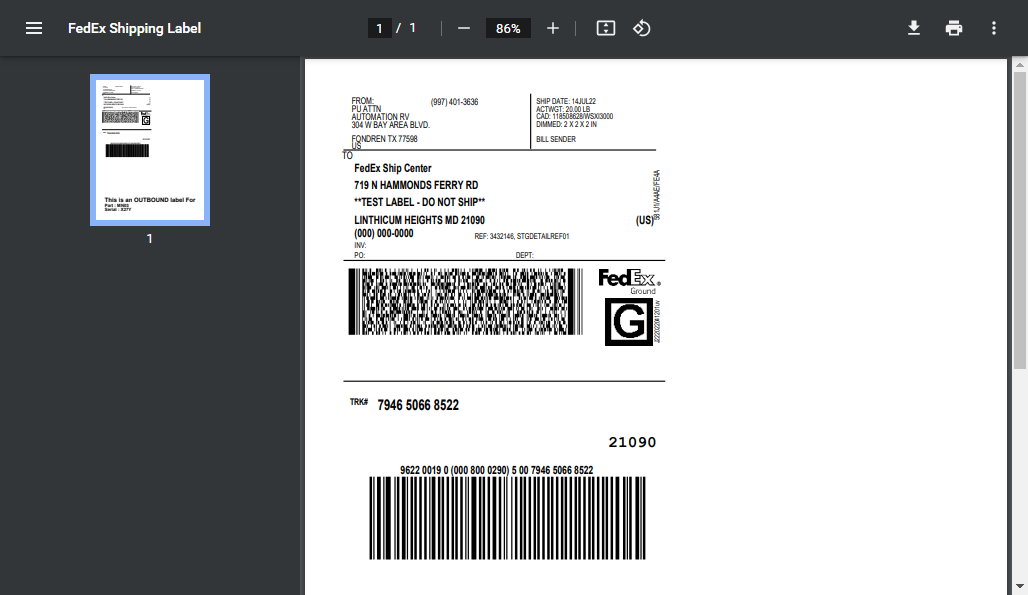 FedEx Shipping Label
1 / 1
86%
This is an OUTBOUND label For
1
FROM: (997) 401-3636
PU ATTN
AUTOMATION RV
304 W BAY AREA BLVD.
FONDREN TX 77598
US
SHIP DATE: 14JUL22
ACTWGT: 20.00 LB
CAD: 118508628/WSXI3000
DIMMED: 2 X 2 X 2 IN
BILL SENDER
TO
FedEx Ship Center
719 N HAMMONDS FERRY RD
**TEST LABEL - DO NOT SHIP**
LINTHICUM HEIGHTS MD 21090 (US)
(000) 000-0000
REF: 3432146, STGDETAILREF01
INV:
PO: DEPT:
FedEx®
Ground
G
TRK# 7946 5066 8522
21090
9622 0019 0 (000 800 0290) 5 00 7946 5066 8522